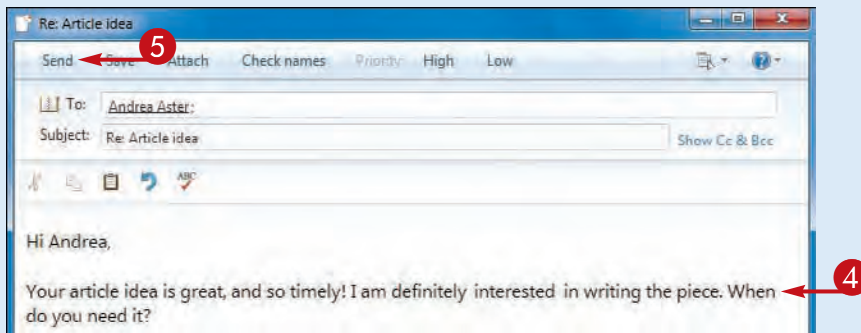 Re: Article idea
5
Send Save Attach Check names Priority: High Low
To: Andrea Aster;
Subject: Re: Article idea Show Cc & Bcc
ABC
Hi Andrea,
Your article idea is great, and so timely! I am definitely interested in writing the piece. When 4
do you need it?